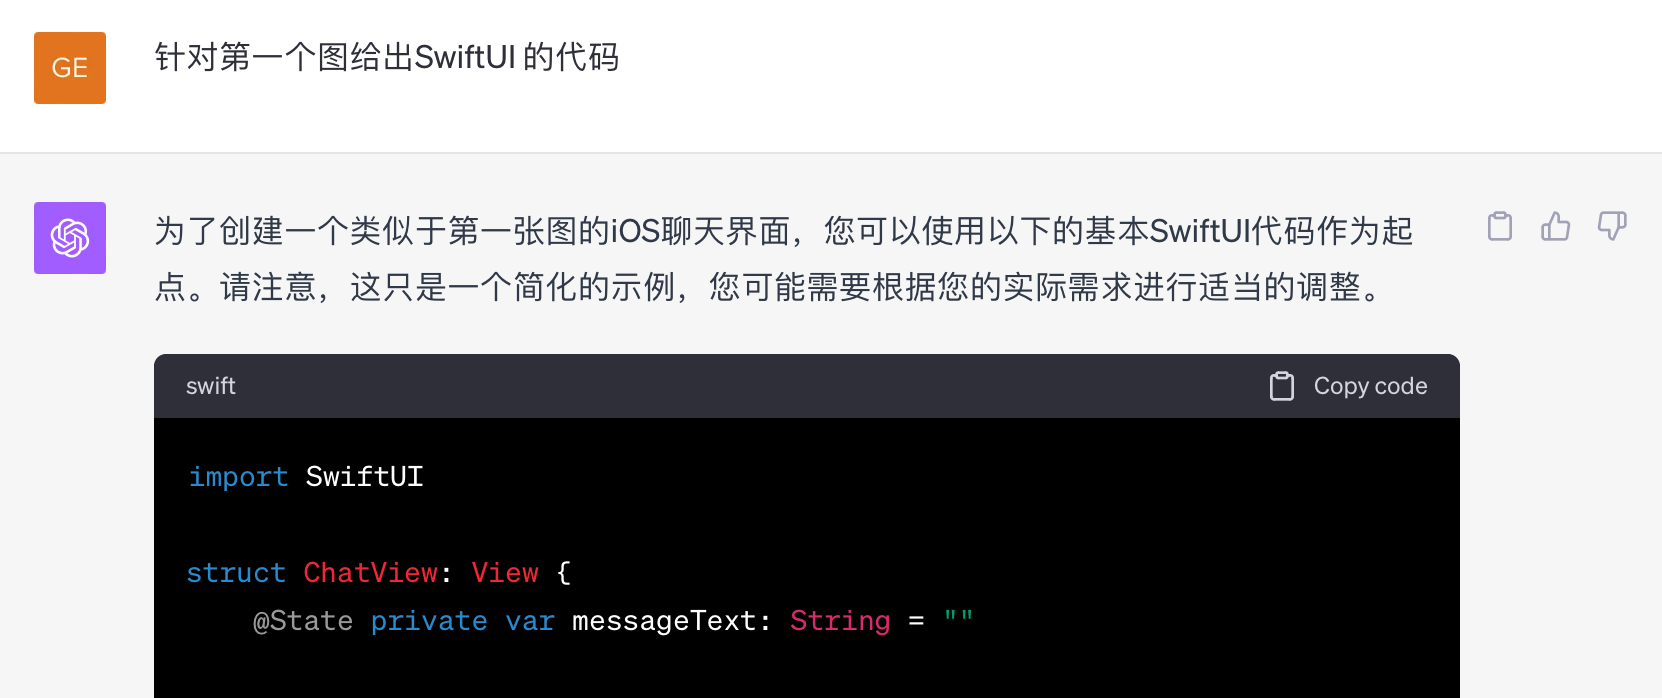 GE
针对第一个图给出SwiftUI 的代码
为了创建一个类似于第一张图的iOS聊天界面，您可以使用以下的基本SwiftUI代码作为起
点。请注意，这只是一个简化的示例，您可能需要根据您的实际需求进行适当的调整。
swift
Copy code
import SwiftUI
struct ChatView: View {
    @State private var messageText: String = ""